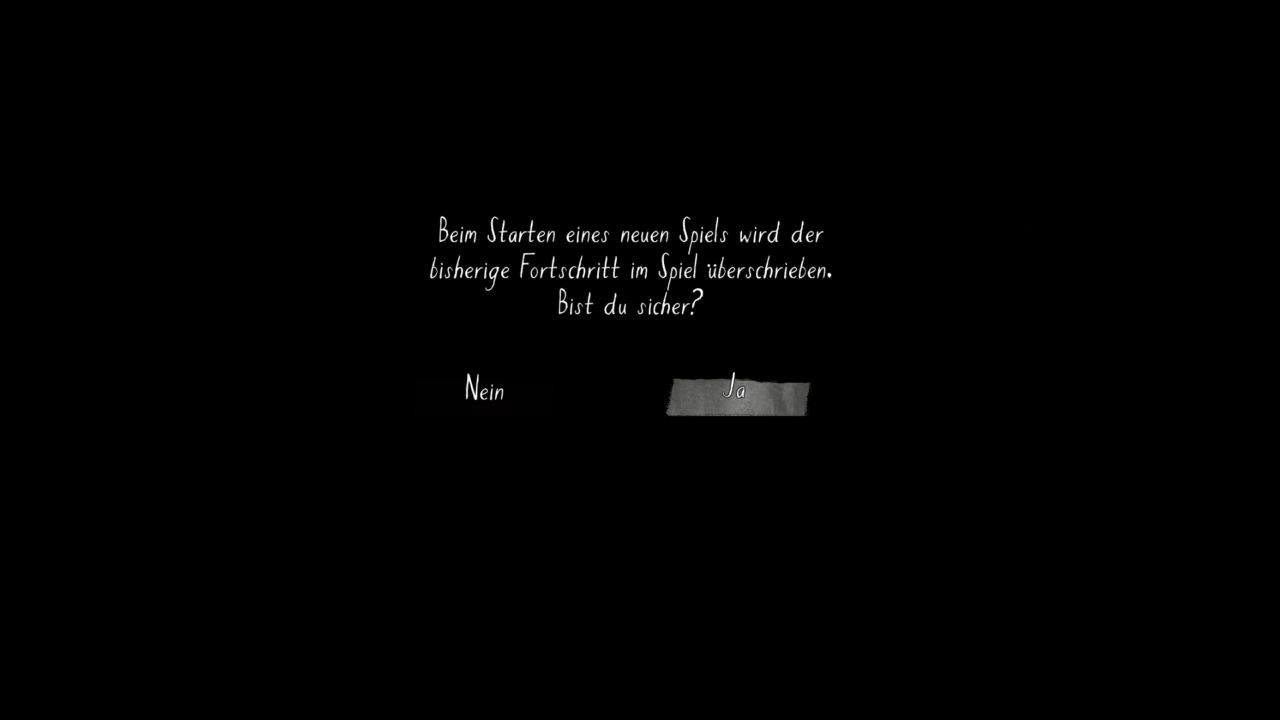 Beim Starten eines neuen Spiels wird der
bisherige Fortschritt im Spiel überschrieben.
Bist du sicher?
Nein
Ja